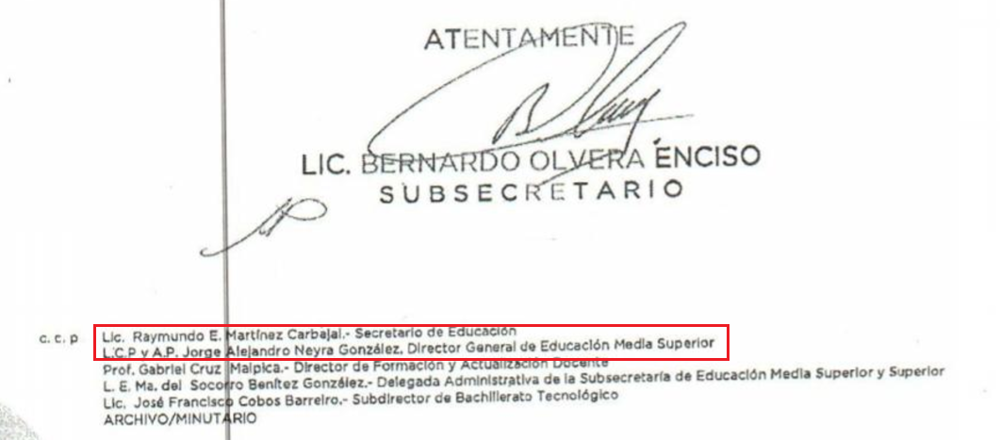 ATENTAMENTE
LIC. BERNARDO OLVERA ENCISO
SUBSECRETARIO
c. c. p Lic. Raymundo E. Martínez Carbajal.- Secretario de Educación
L.C.P y A.P. Jorge Alejandro Neyra González, Director General de Educación Media Superior
Prof. Gabriel Cruz Malpica.- Director de Formación y Actualización Docente
L. E. Ma. del Socorro Benítez González.- Delegada Administrativa de la Subsecretaría de Educación Media Superior y Superior
Lic. José Francisco Cobos Barreiro.- Subdirector de Bachillerato Tecnológico
ARCHIVO/MINUTARIO